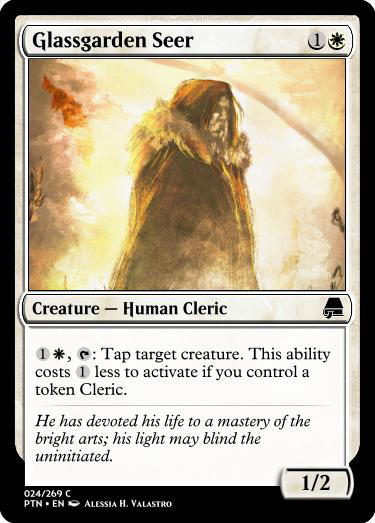 Glassgarden Seer 1
Creature — Human Cleric
1, : Tap target creature. This ability
costs 1 less to activate if you control a
token Cleric.
He has devoted his life to a mastery of the
bright arts; his light may blind the
uninitiated.
024/269 C
PTN • EN ALESSIA H. VALASTRO
1/2